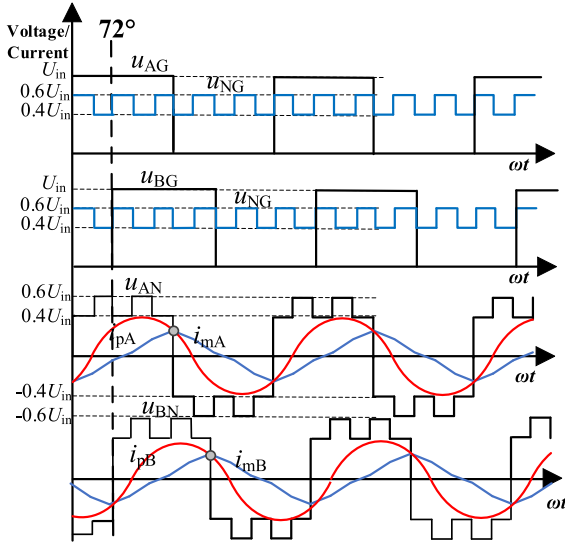 Voltage/
Current
72°
Uin
uAG
uNG
0.6Uin
0.4Uin
ωt
Uin
uBG
uNG
0.6Uin
0.4Uin
ωt
0.6Uin
uAN
0.4Uin
ipA
imA
ωt
-0.4Uin
-0.6Uin
uBN
ipB
imB
ωt